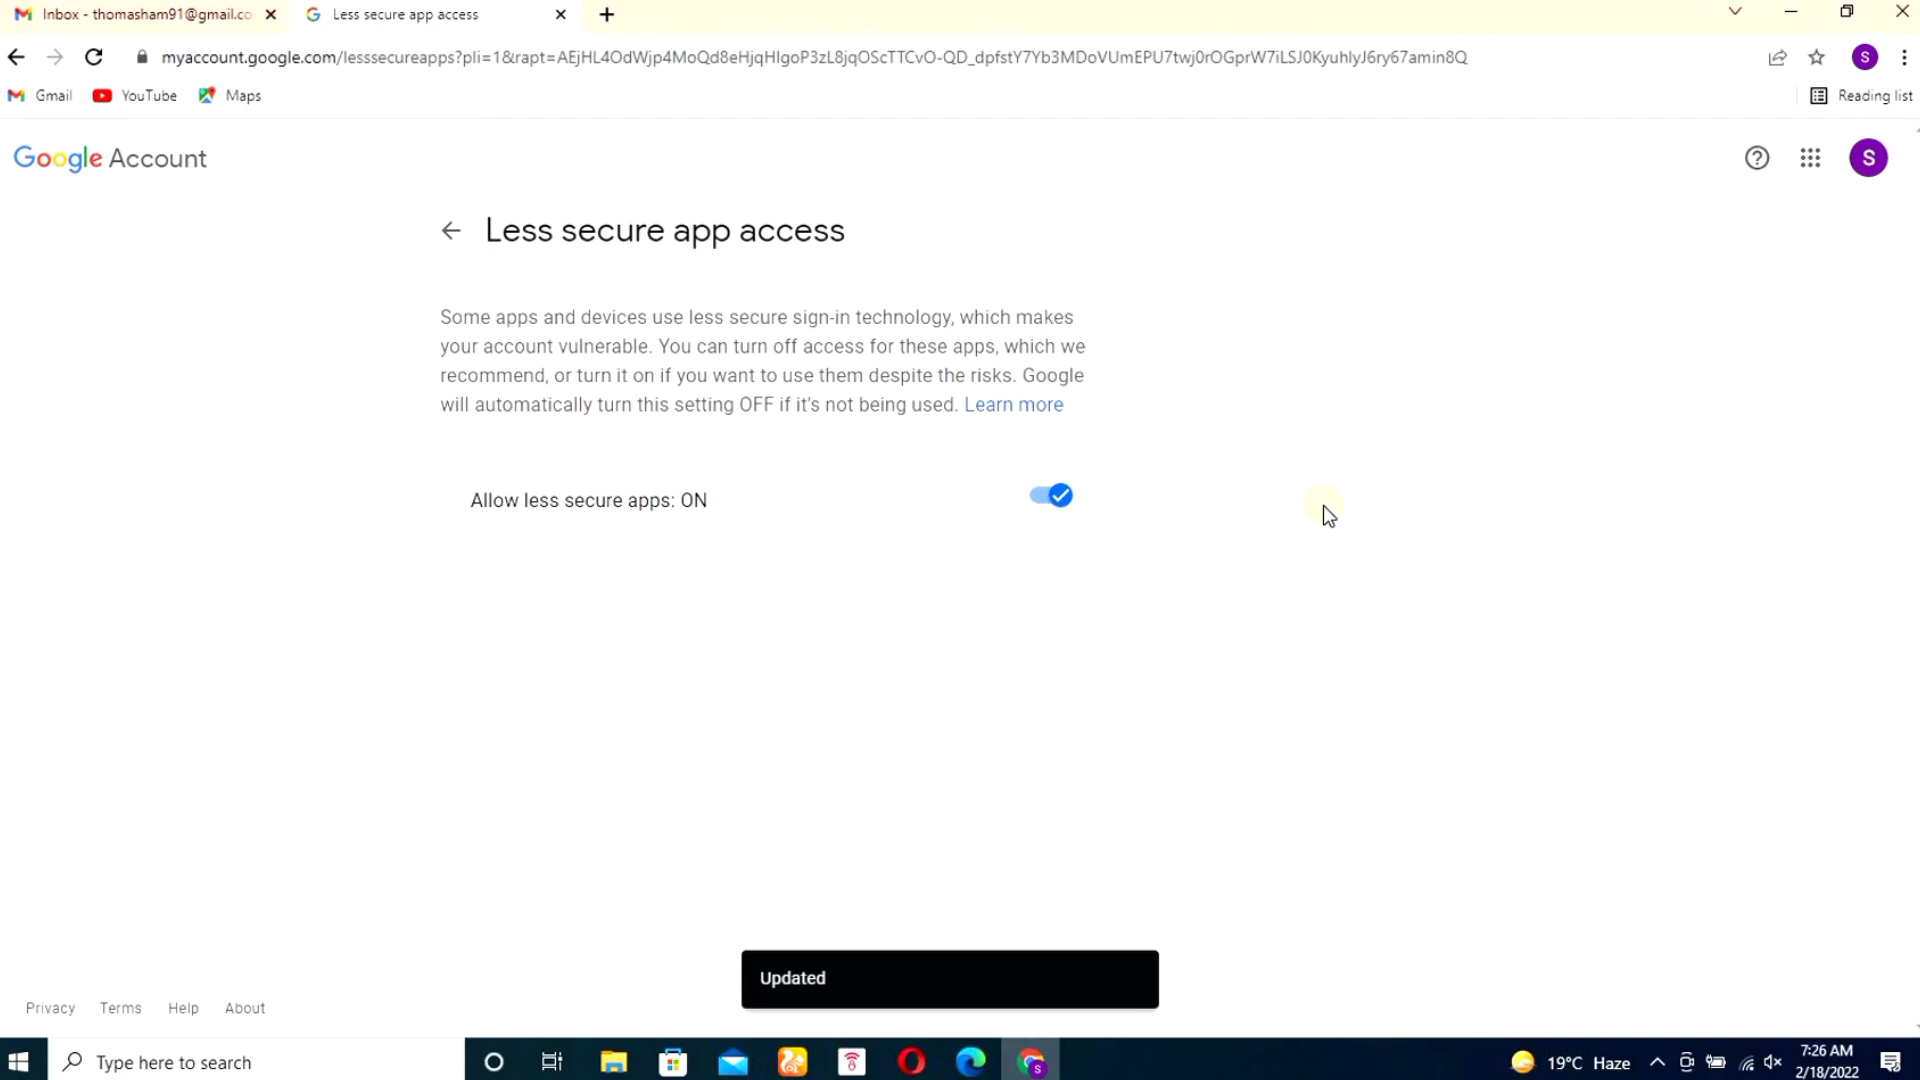 Inbox - thomasham91@gmail.co
Less secure app access
myaccount.google.com/lesssecureapps?pli=1&rapt=AEjHL4OdWjp4MoQd8eHjqHIgoP3zL8jqOScTTCvO-QD_dpfstY7Yb3MDoVUmEPU7twj0rOGprW7iLSJ0KyuhlyJ6ry67amin8Q
S
Gmail
YouTube
Maps
Reading list
Google Account
S
Less secure app access
Some apps and devices use less secure sign-in technology, which makes
your account vulnerable. You can turn off access for these apps, which we
recommend, or turn it on if you want to use them despite the risks. Google
will automatically turn this setting OFF if it's not being used. Learn more
Allow less secure apps: ON
Updated
Privacy
Terms
Help
About
Type here to search
S
19°C Haze
7:26 AM
2/18/2022